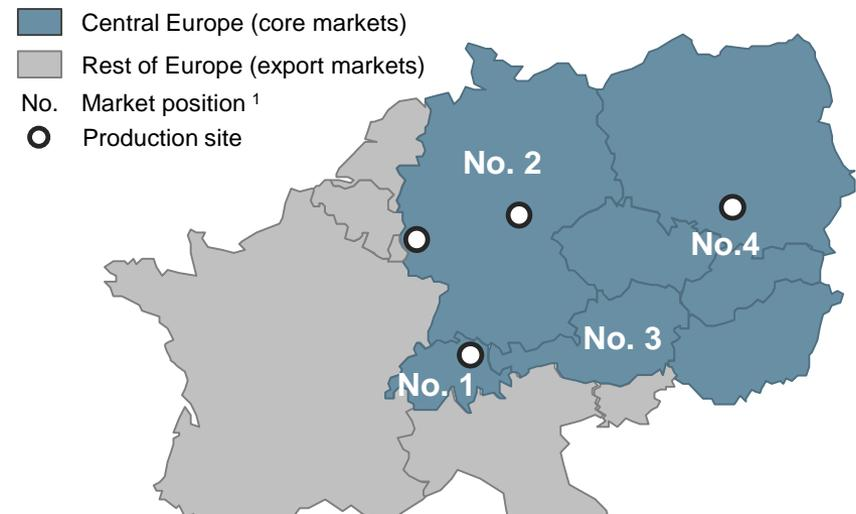 Central Europe (core markets)
Rest of Europe (export markets)
No. Market position ¹
Production site
No. 2
No.4
No. 3
No. 1